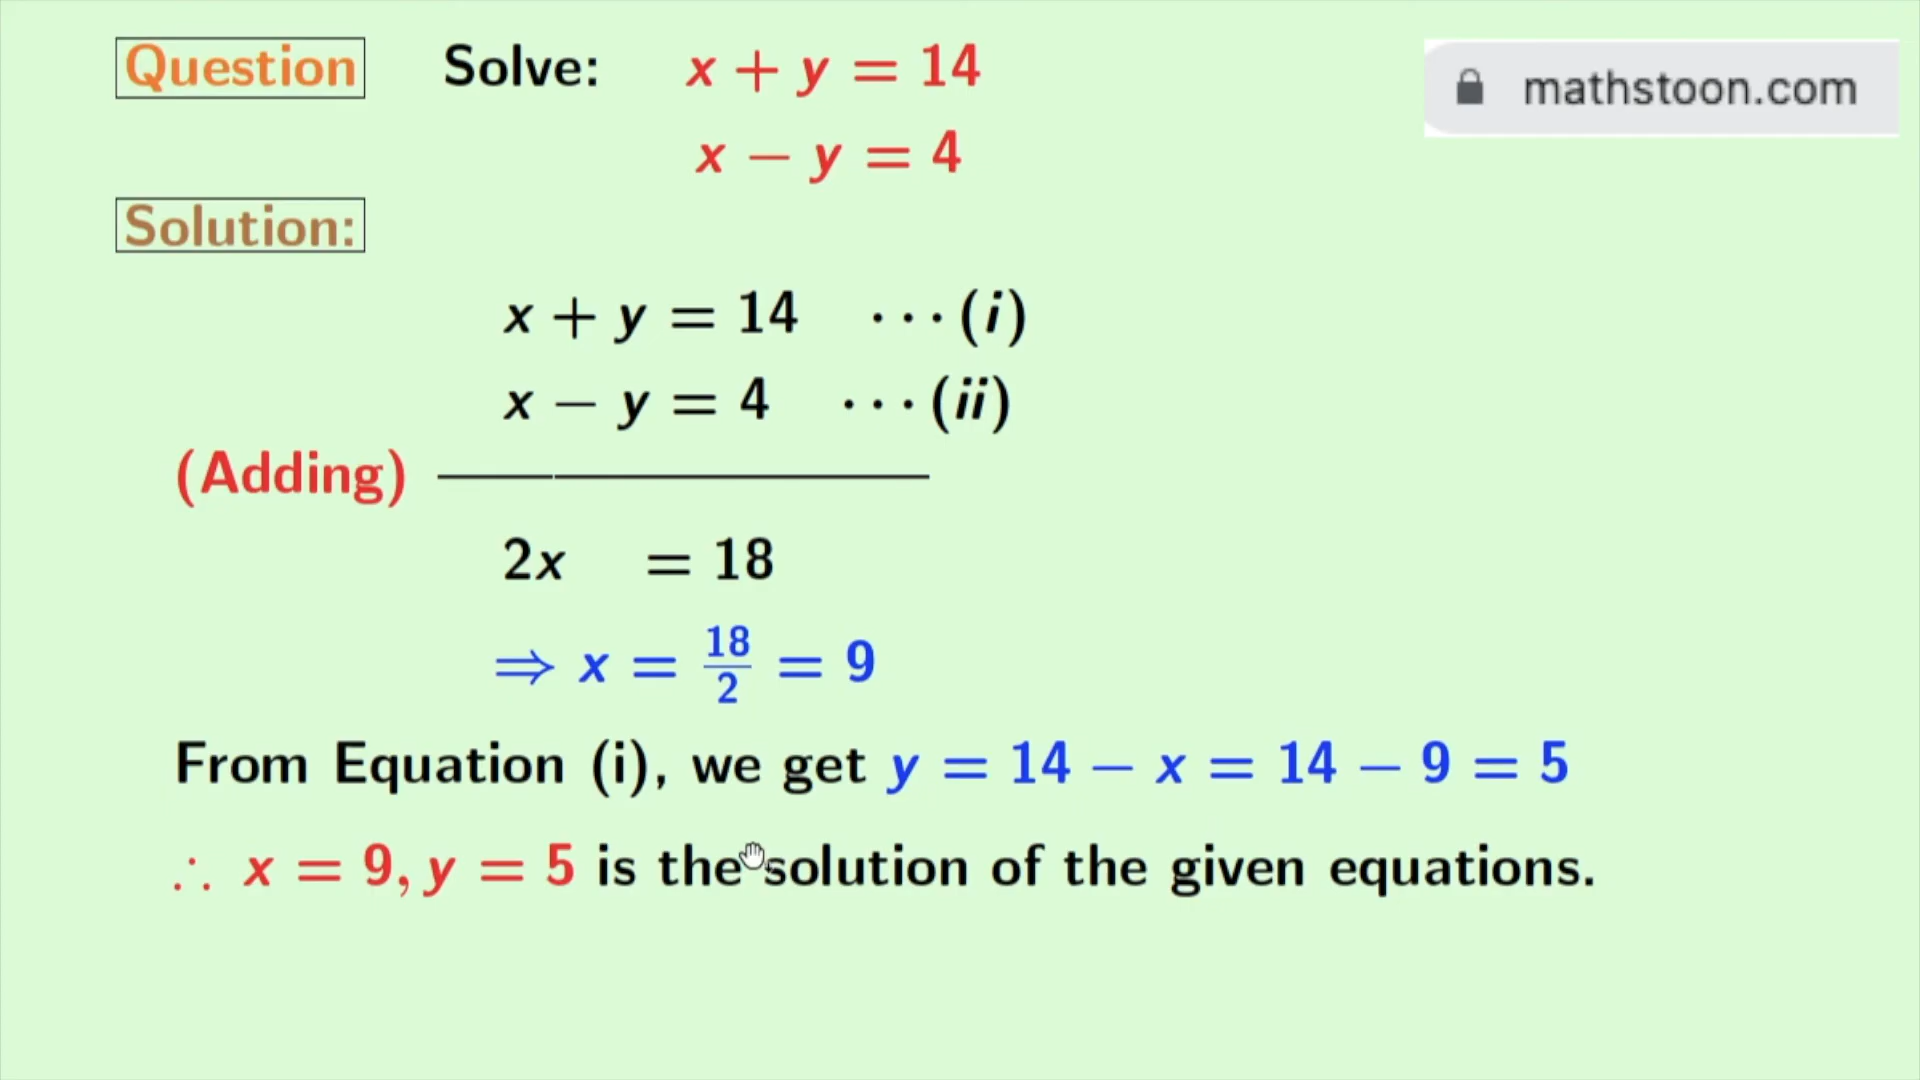 Question Solve: x + y = 14
mathstoon.com
x − y = 4
Solution:
x + y = 14 ···(i)
x − y = 4 ···(ii)
(Adding)
2x = 18
⇒ x = 18/2 = 9
From Equation (i), we get y = 14 − x = 14 − 9 = 5
∴ x = 9, y = 5 is the solution of the given equations.